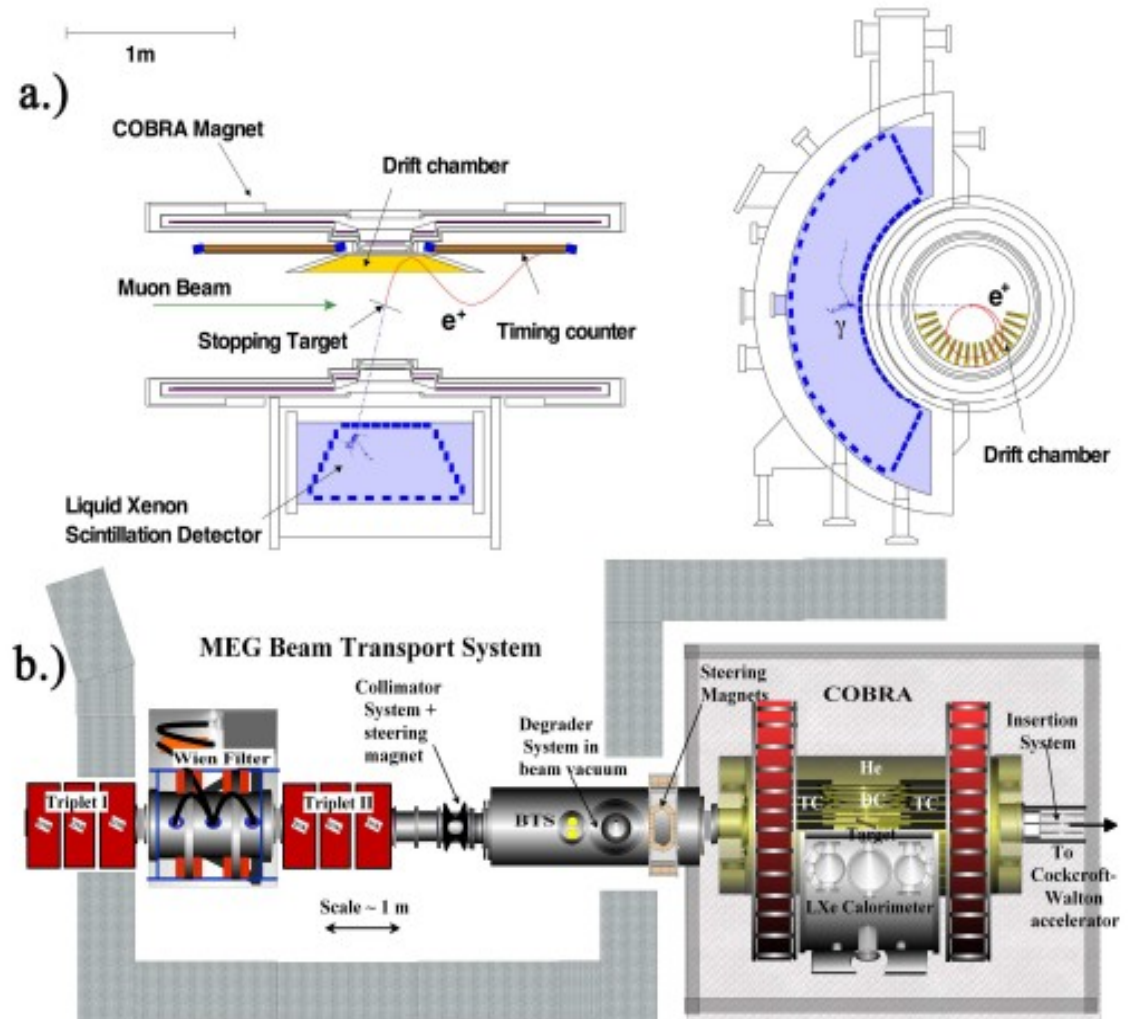 1m
a.)
COBRA Magnet
Drift chamber
Muon Beam
Stopping Target
e+
Timing counter
Liquid Xenon
Scintillation Detector
γ
e+
Drift chamber
b.)
MEG Beam Transport System
Wien Filter
Triplet I
Triplet II
Collimator
System +
steering
magnet
Degrader
System in
beam vacuum
BTS
Steering
Magnets
COBRA
Insertion
System
He
TC
DC
TC
Target
LXe Calorimeter
To
Cockcroft-
Walton
accelerator
Scale ~ 1 m